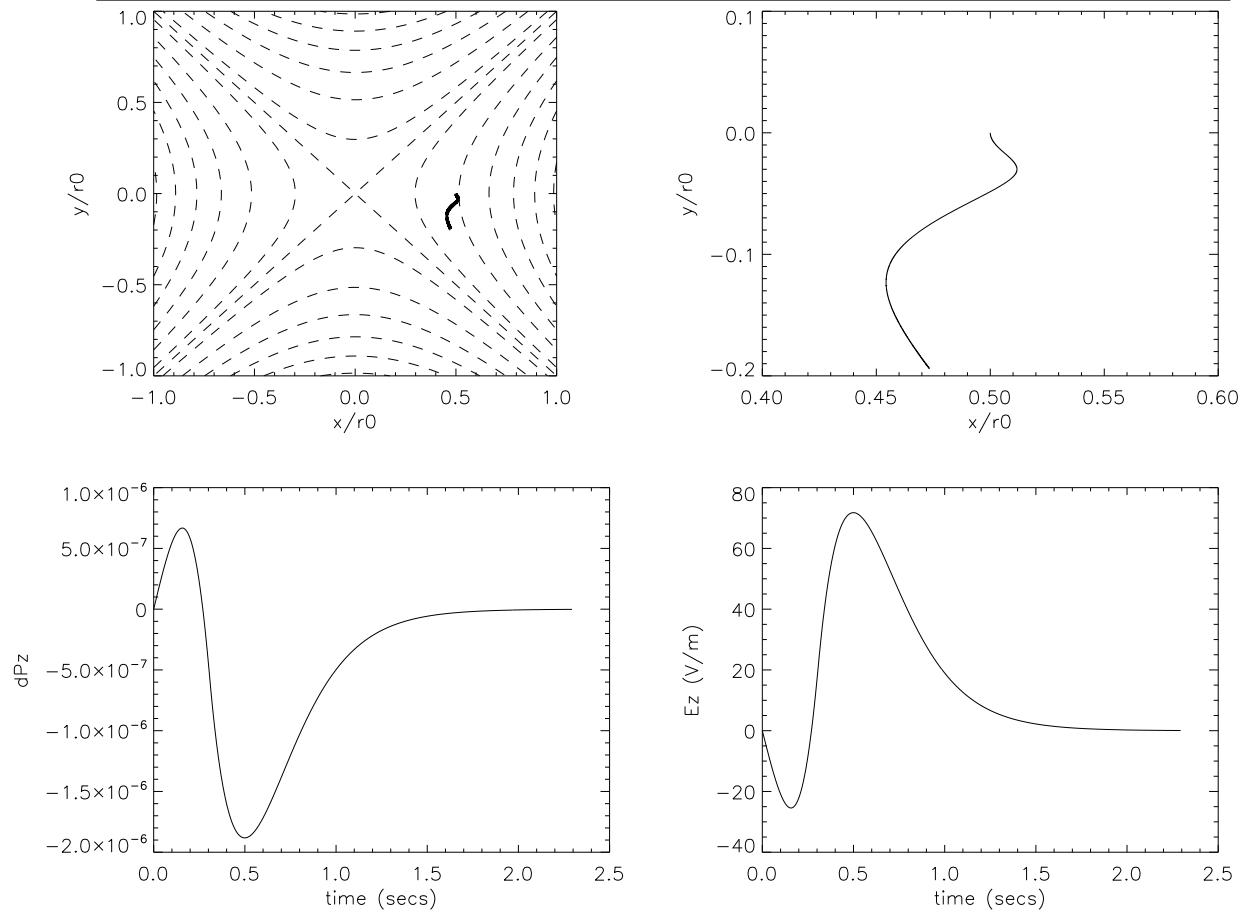 1.0
0.5
0.0
−0.5
−1.0
y/r0
−1.0 −0.5 0.0 0.5 1.0
x/r0
0.1
0.0
−0.1
−0.2
y/r0
0.40 0.45 0.50 0.55 0.60
x/r0
1.0×10⁻⁶
5.0×10⁻⁷
0
−5.0×10⁻⁷
−1.0×10⁻⁶
−1.5×10⁻⁶
−2.0×10⁻⁶
dPz
0.0 0.5 1.0 1.5 2.0 2.5
time (secs)
80
60
40
20
0
−20
−40
Ez (V/m)
0.0 0.5 1.0 1.5 2.0 2.5
time (secs)